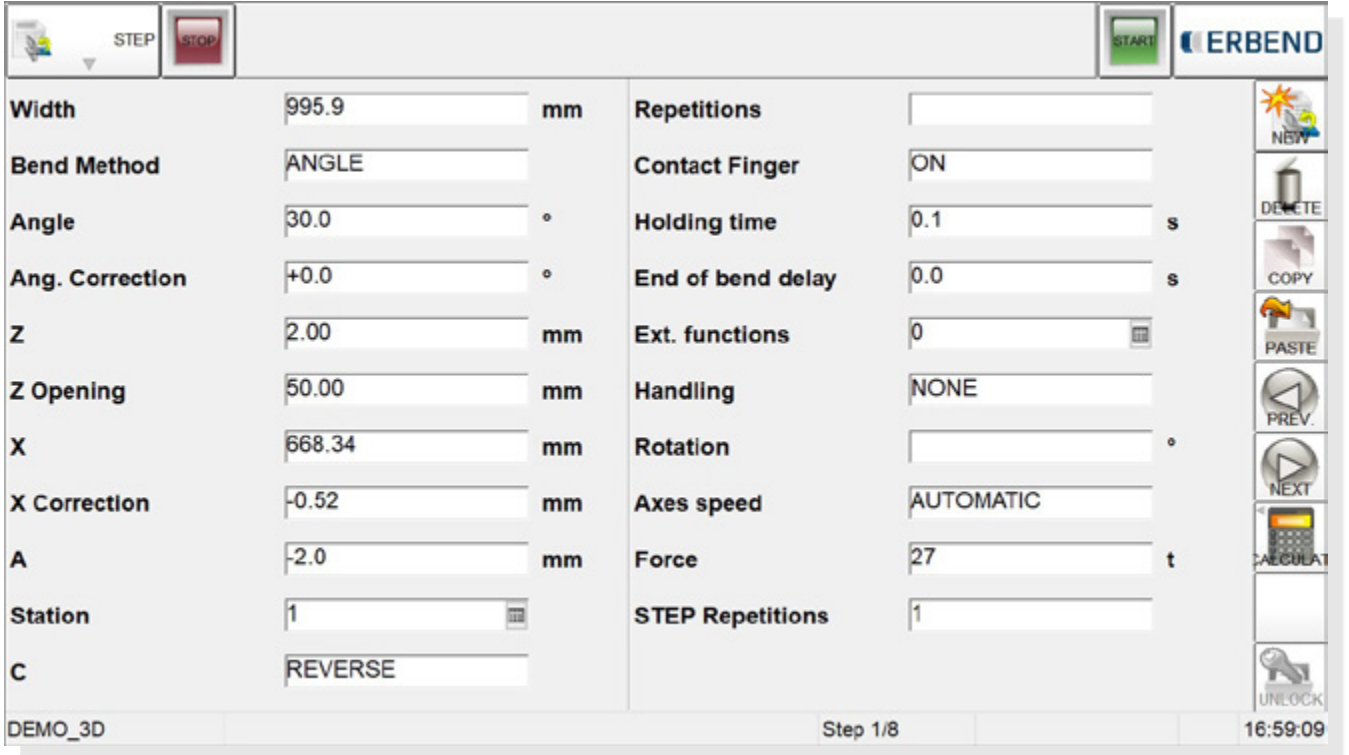 STEP STOP START ERBEND
Width 995.9 mm Repetitions
NEW
Bend Method ANGLE Contact Finger ON
DELETE
Angle 30.0 ° Holding time 0.1 s
Ang. Correction +0.0 ° End of bend delay 0.0 s
COPY
Z 2.00 mm Ext. functions 0
PASTE
Z Opening 50.00 mm Handling NONE
PREV.
X 668.34 mm Rotation °
NEXT
X Correction -0.52 mm Axes speed AUTOMATIC
A -2.0 mm Force 27 t
CALCULAT
Station 1 STEP Repetitions 1
C REVERSE
UNLOCK
DEMO_3D Step 1/8 16:59:09